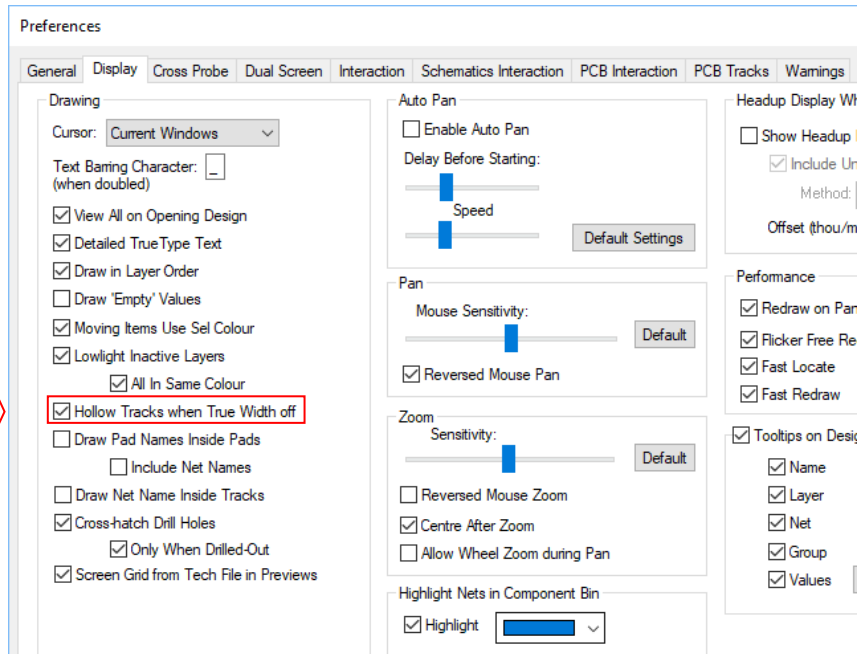 Preferences
General Display Cross Probe Dual Screen Interaction Schematics Interaction PCB Interaction PCB Tracks Warnings
Drawing
Cursor: Current Windows
Text Barring Character: _
(when doubled)
View All on Opening Design
Detailed TrueType Text
Draw in Layer Order
Draw 'Empty' Values
Moving Items Use Sel Colour
Lowlight Inactive Layers
All In Same Colour
Hollow Tracks when True Width off
Draw Pad Names Inside Pads
Include Net Names
Draw Net Name Inside Tracks
Cross-hatch Drill Holes
Only When Drilled-Out
Screen Grid from Tech File in Previews
Auto Pan
Enable Auto Pan
Delay Before Starting:
Speed
Default Settings
Pan
Mouse Sensitivity:
Default
Reversed Mouse Pan
Zoom
Sensitivity:
Default
Reversed Mouse Zoom
Centre After Zoom
Allow Wheel Zoom during Pan
Highlight Nets in Component Bin
Highlight
Headup Display
Show Headup
Include
Method:
Offset (thou/m
Performance
Redraw on Pan
Flicker Free
Fast Locate
Fast Redraw
Tooltips on
Name
Layer
Net
Group
Values